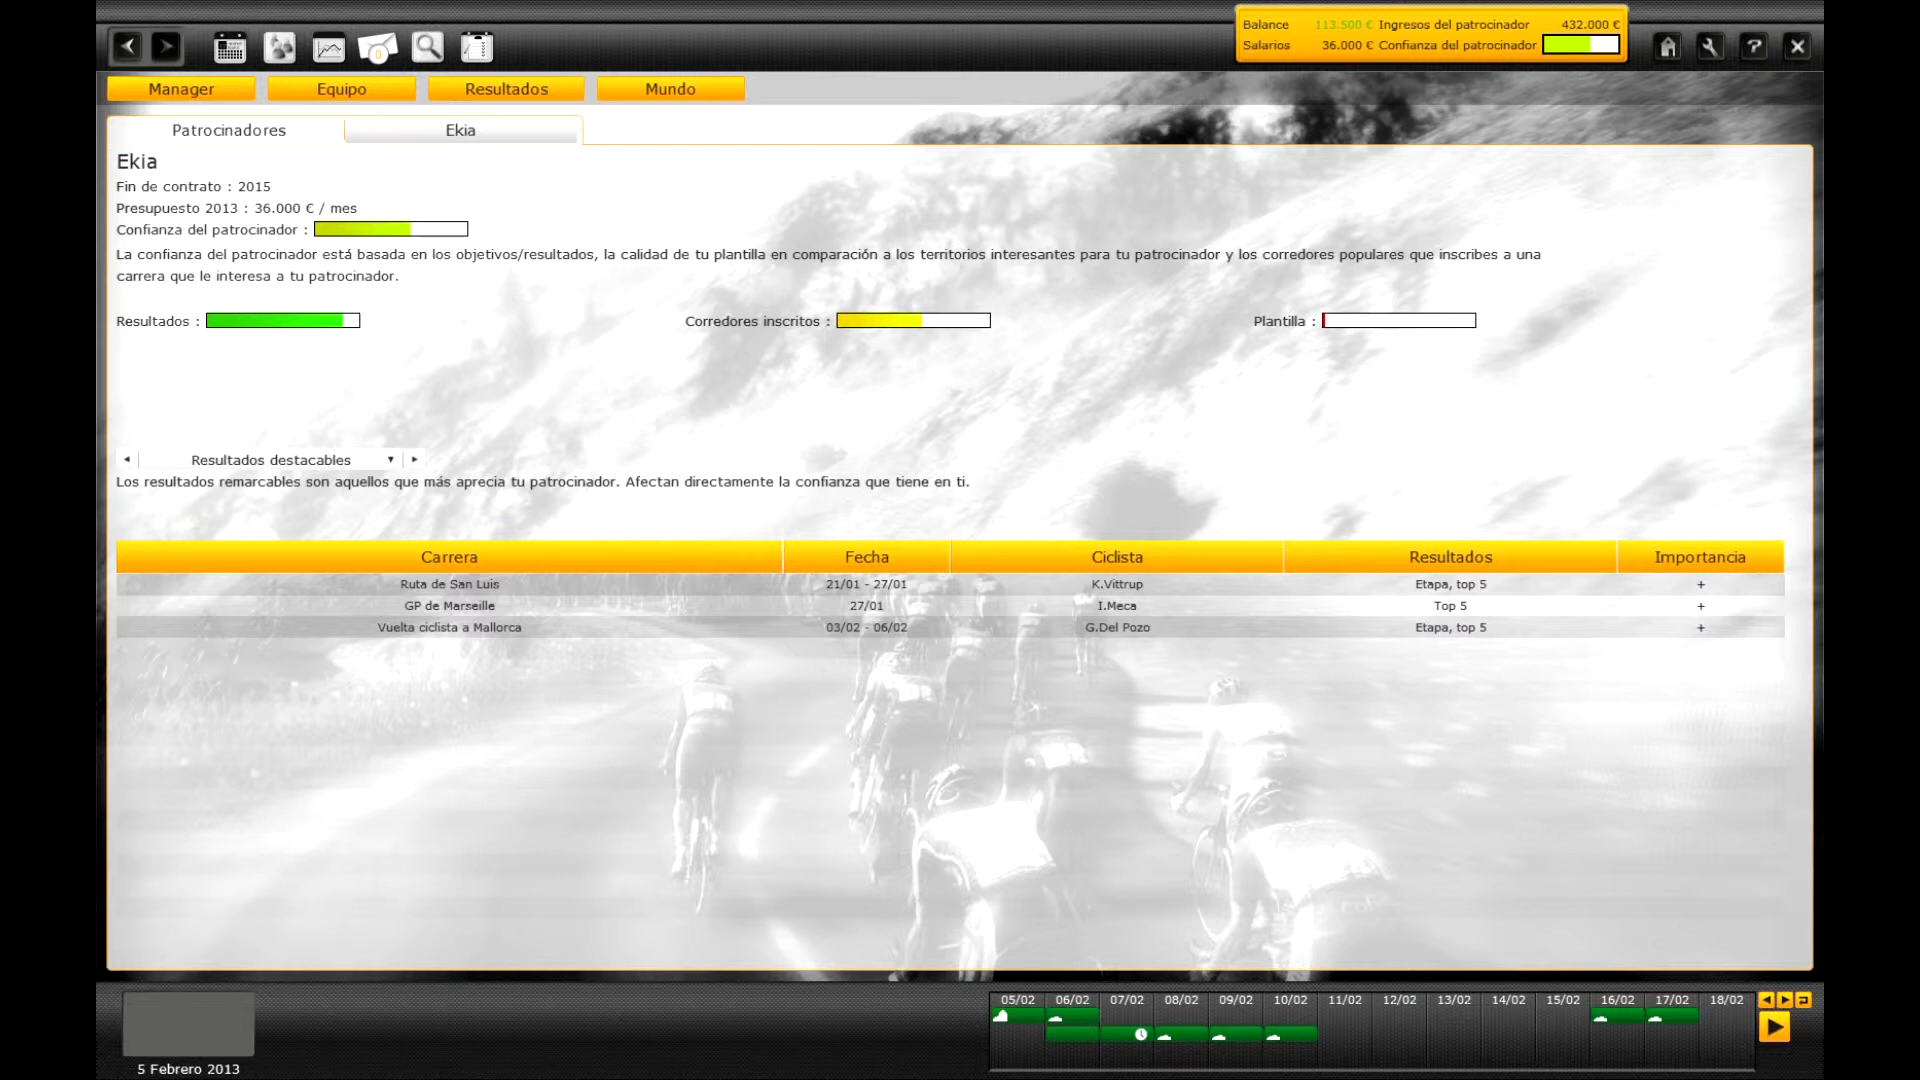 Balance 113.500 € Ingresos del patrocinador 432.000 €
Salarios 36.000 € Confianza del patrocinador
0
Manager Equipo Resultados Mundo
Patrocinadores Ekia
Ekia
Fin de contrato : 2015
Presupuesto 2013 : 36.000 € / mes
Confianza del patrocinador :
La confianza del patrocinador está basada en los objetivos/resultados, la calidad de tu plantilla en comparación a los territorios interesantes para tu patrocinador y los corredores populares que inscribes a una
carrera que le interesa a tu patrocinador.
Resultados : Corredores inscritos : Plantilla :
Resultados destacables
Los resultados remarcables son aquellos que más aprecia tu patrocinador. Afectan directamente la confianza que tiene en ti.
Carrera Fecha Ciclista Resultados Importancia
Ruta de San Luis 21/01 - 27/01 K.Vittrup Etapa, top 5 +
GP de Marseille 27/01 I.Meca Top 5 +
Vuelta ciclista a Mallorca 03/02 - 06/02 G.Del Pozo Etapa, top 5 +
05/02 06/02 07/02 08/02 09/02 10/02 11/02 12/02 13/02 14/02 15/02 16/02 17/02 18/02
5 Febrero 2013